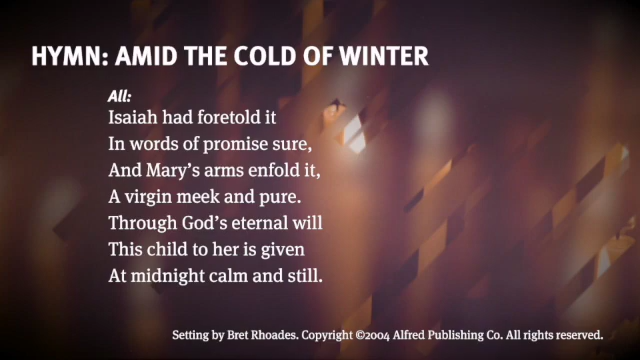 HYMN: AMID THE COLD OF WINTER
All:
Isaiah had foretold it
In words of promise sure,
And Mary’s arms enfold it,
A virgin meek and pure.
Through God’s eternal will
This child to her is given
At midnight calm and still.
Setting by Bret Rhoades. Copyright ©2004 Alfred Publishing Co. All rights reserved.